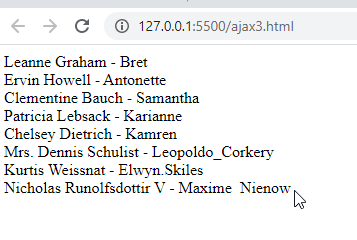 127.0.0.1:5500/ajax3.html
Leanne Graham - Bret
Ervin Howell - Antonette
Clementine Bauch - Samantha
Patricia Lebsack - Karianne
Chelsey Dietrich - Kamren
Mrs. Dennis Schulist - Leopoldo_Corkery
Kurtis Weissnat - Elwyn.Skiles
Nicholas Runolfsdottir V - Maxime  Nienow